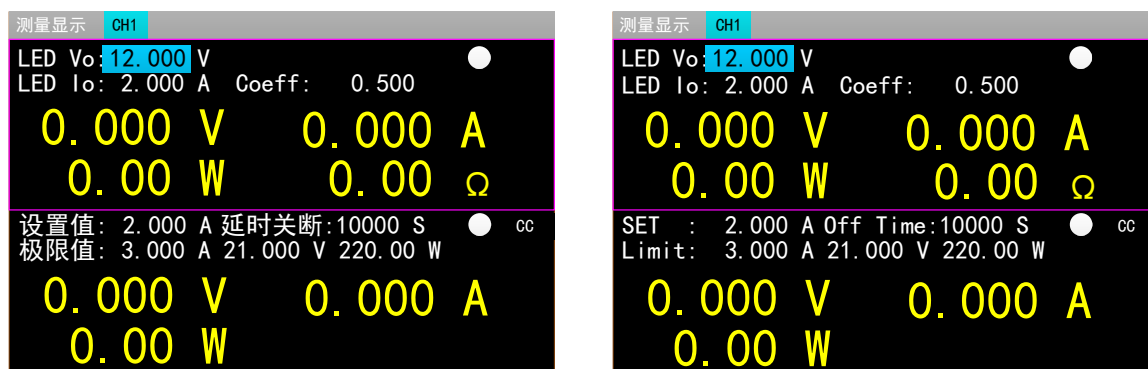 测量显示 CH1
LED Vo:12.000 V
LED Io: 2.000 A Coeff: 0.500
0.000 V 0.000 A
0.00 W 0.00 Ω
设置值: 2.000 A 延时关断:10000 S CC
极限值: 3.000 A 21.000 V 220.00 W
0.000 V 0.000 A
0.00 W
测量显示 CH1
LED Vo:12.000 V
LED Io: 2.000 A Coeff: 0.500
0.000 V 0.000 A
0.00 W 0.00 Ω
SET : 2.000 A Off Time:10000 S CC
Limit: 3.000 A 21.000 V 220.00 W
0.000 V 0.000 A
0.00 W